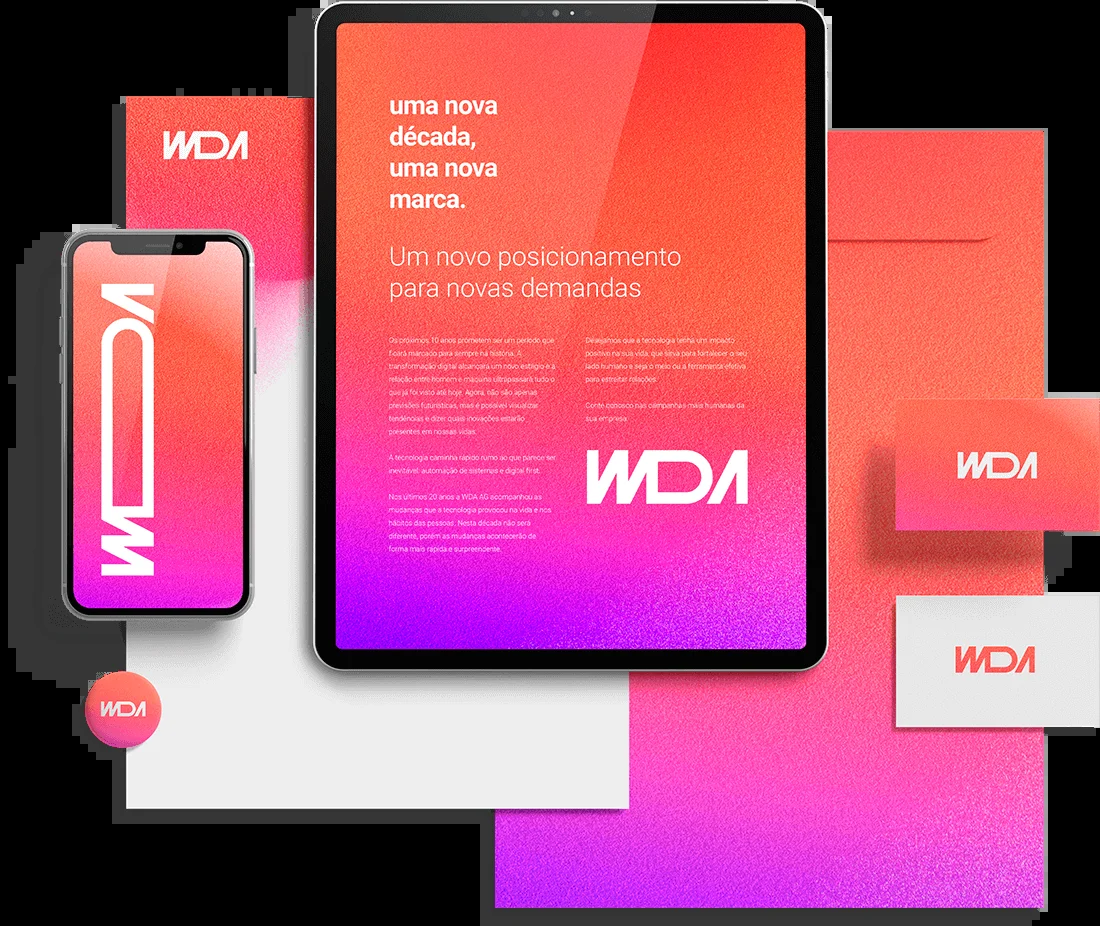 WDA
uma nova
década,
uma nova
marca.
Um novo posicionamento
para novas demandas
Os próximos 10 anos prometem ser um período que
ficará marcado para sempre na história. A
transformação digital alcançará um novo estágio e a
relação entre homem e máquina ultrapassará tudo o
que já foi visto até hoje. Agora, não são apenas
previsões futurísticas, mas é possível visualizar
tendências e dizer quais inovações estarão
presentes em nossas vidas.
A tecnologia caminha rápido rumo ao que parece ser
inevitável: automação de sistemas e digital first.
Nos últimos 20 anos a WDA AG acompanhou as
mudanças que a tecnologia provocou na vida e nos
hábitos das pessoas. Nesta década não será
diferente, porém as mudanças acontecerão de
forma mais rápida e surpreendente.
Desejamos que a tecnologia tenha um impacto
positivo na sua vida, que sirva para fortalecer o seu
lado humano e seja o meio ou a ferramenta efetiva
para estreitar relações.
Conte conosco nas campanhas mais humanas da
sua empresa.
WDA
WDA
WDA
WDA
WDA